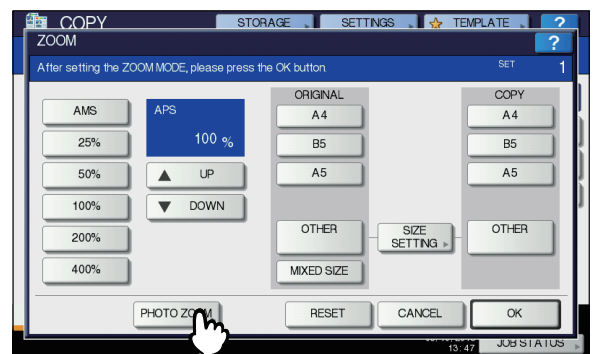 COPY
STORAGE SETTINGS TEMPLATE ?
ZOOM ?
After setting the ZOOM MODE, please press the OK button. SET 1
ORIGINAL COPY
AMS APS A4 A4
25% 100 % B5 B5
50% UP A5 A5
100% DOWN
200% OTHER SIZE SETTING OTHER
400% MIXED SIZE
PHOTO RESET CANCEL OK
13:47 JOB STATUS